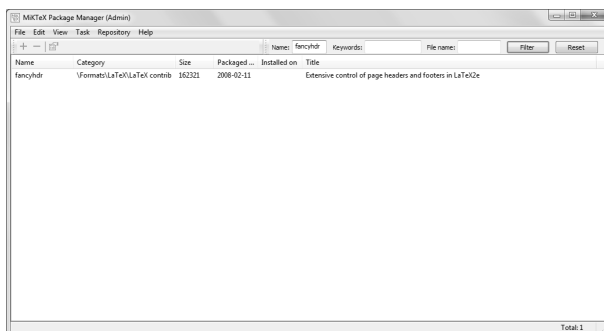 MiKTeX Package Manager (Admin)
File Edit View Task Repository Help
Name: fancyhdr Keywords: File name: Filter Reset
Name Category Size Packaged ... Installed on Title
fancyhdr \Formats\LaTeX\LaTeX contrib 162321 2008-02-11 Extensive control of page headers and footers in LaTeX2e
Total: 1